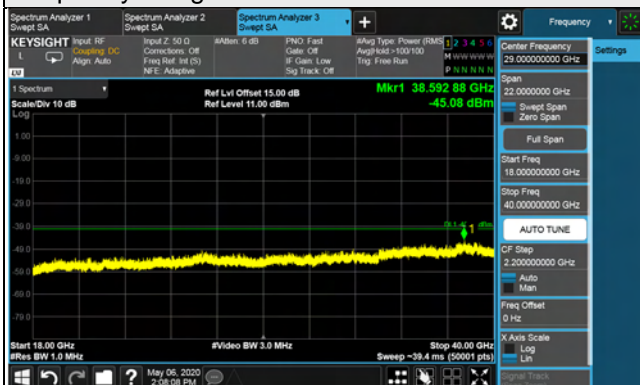 Spectrum Analyzer 1
Swept SA
Spectrum Analyzer 2
Swept SA
Spectrum Analyzer 3
Swept SA
+
Frequency
KEYSIGHT
L
Input: RF
Coupling: DC
Align: Auto
Input Z: 50 Ω
Corrections: Off
Freq Ref: Int (S)
NFE: Adaptive
#Atten: 6 dB
PNO: Fast
Gate: Off
IF Gain: Low
Sig Track: Off
#Avg Type: Power (RMS
Avg|Hold >100/100
Trig: Free Run
1 2 3 4 5 6
M W W W W W
P N N N N N
Center Frequency
29.000000000 GHz
Settings
1 Spectrum
Scale/Div 10 dB
Log
Ref Lvl Offset 15.00 dB
Ref Level 11.00 dBm
Mkr1 38.592 88 GHz
-45.08 dBm
Span
22.0000000 GHz
Swept Span
Zero Span
Full Span
Start Freq
18.000000000 GHz
Stop Freq
40.000000000 GHz
AUTO TUNE
CF Step
2.200000000 GHz
Auto
Man
Freq Offset
0 Hz
X Axis Scale
Log
Lin
Signal Track
1.00
-9.00
-19.0
-29.0
-39.0
-49.0
-59.0
-69.0
-79.0
1
Start 18.00 GHz
#Res BW 1.0 MHz
#Video BW 3.0 MHz
Stop 40.00 GHz
Sweep ~39.4 ms (50001 pts)
May 06, 2020
2:08:08 PM